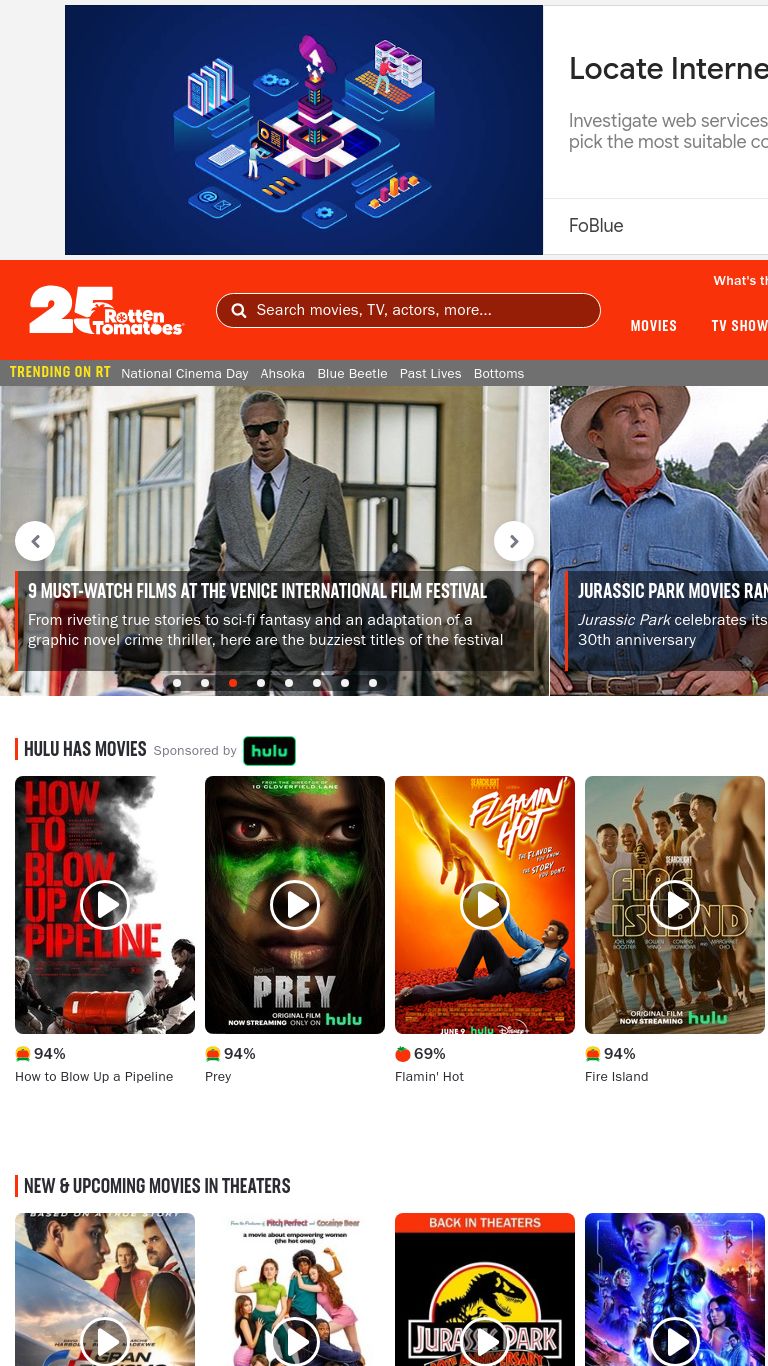 Locate Interne
Investigate web services
pick the most suitable co
FoBlue
What's th
25 Rotten Tomatoes
Search movies, TV, actors, more...
MOVIES TV SHOW
TRENDING ON RT National Cinema Day Ahsoka Blue Beetle Past Lives Bottoms
9 MUST-WATCH FILMS AT THE VENICE INTERNATIONAL FILM FESTIVAL
From riveting true stories to sci-fi fantasy and an adaptation of a
graphic novel crime thriller, here are the buzziest titles of the festival
JURASSIC PARK MOVIES RAN
Jurassic Park celebrates its
30th anniversary
HULU HAS MOVIES Sponsored by hulu
HOW
TO
BLOW
UP A
PIPELINE
FROM THE DIRECTOR OF
10 CLOVERFIELD LANE
PREY
ORIGINAL FILM
NOW STREAMING ONLY ON hulu
SEARCHLIGHT
FLAMIN'
HOT
THE FLAVOR
YOU KNOW.
THE STORY
YOU DON'T.
JUNE 9 hulu Disney+
SEARCHLIGHT
FIRE
ISLAND
JOEL KIM BOOSTER BOWEN YANG CONRAD RICAMORA AND MARGARET CHO
ORIGINAL FILM
NOW STREAMING hulu
94%
How to Blow Up a Pipeline
94%
Prey
69%
Flamin' Hot
94%
Fire Island
NEW & UPCOMING MOVIES IN THEATERS
BASED ON A TRUE STORY
GRAN
From the Producers of Pitch Perfect and Cocaine Bear
a movie about empowering women
(the hot ones)
BACK IN THEATERS
JURASSIC PARK
ANNIVERSARY